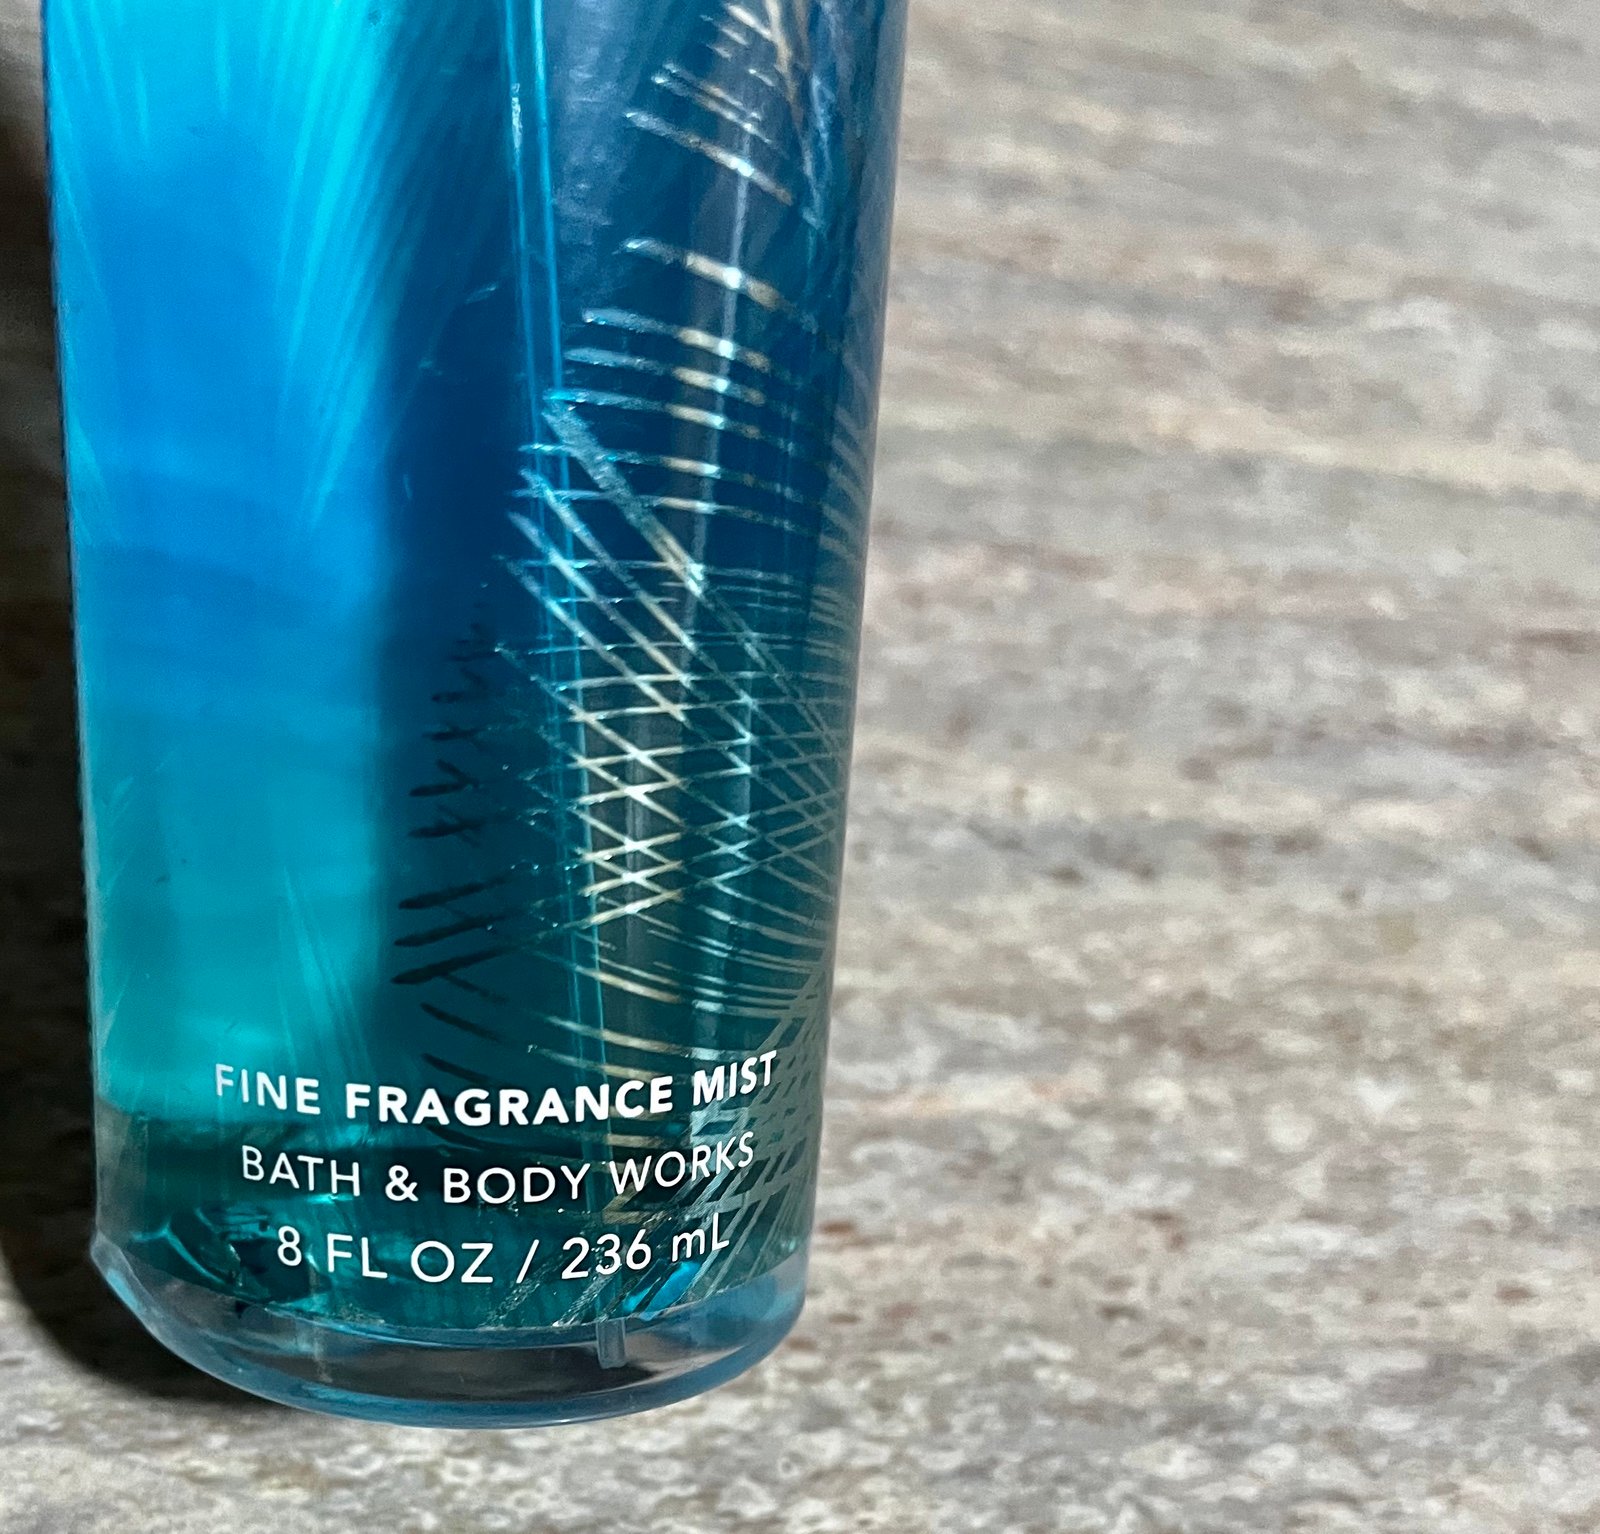 FINE FRAGRANCE MIST
BATH & BODY WORKS
8 FL OZ / 236 mL